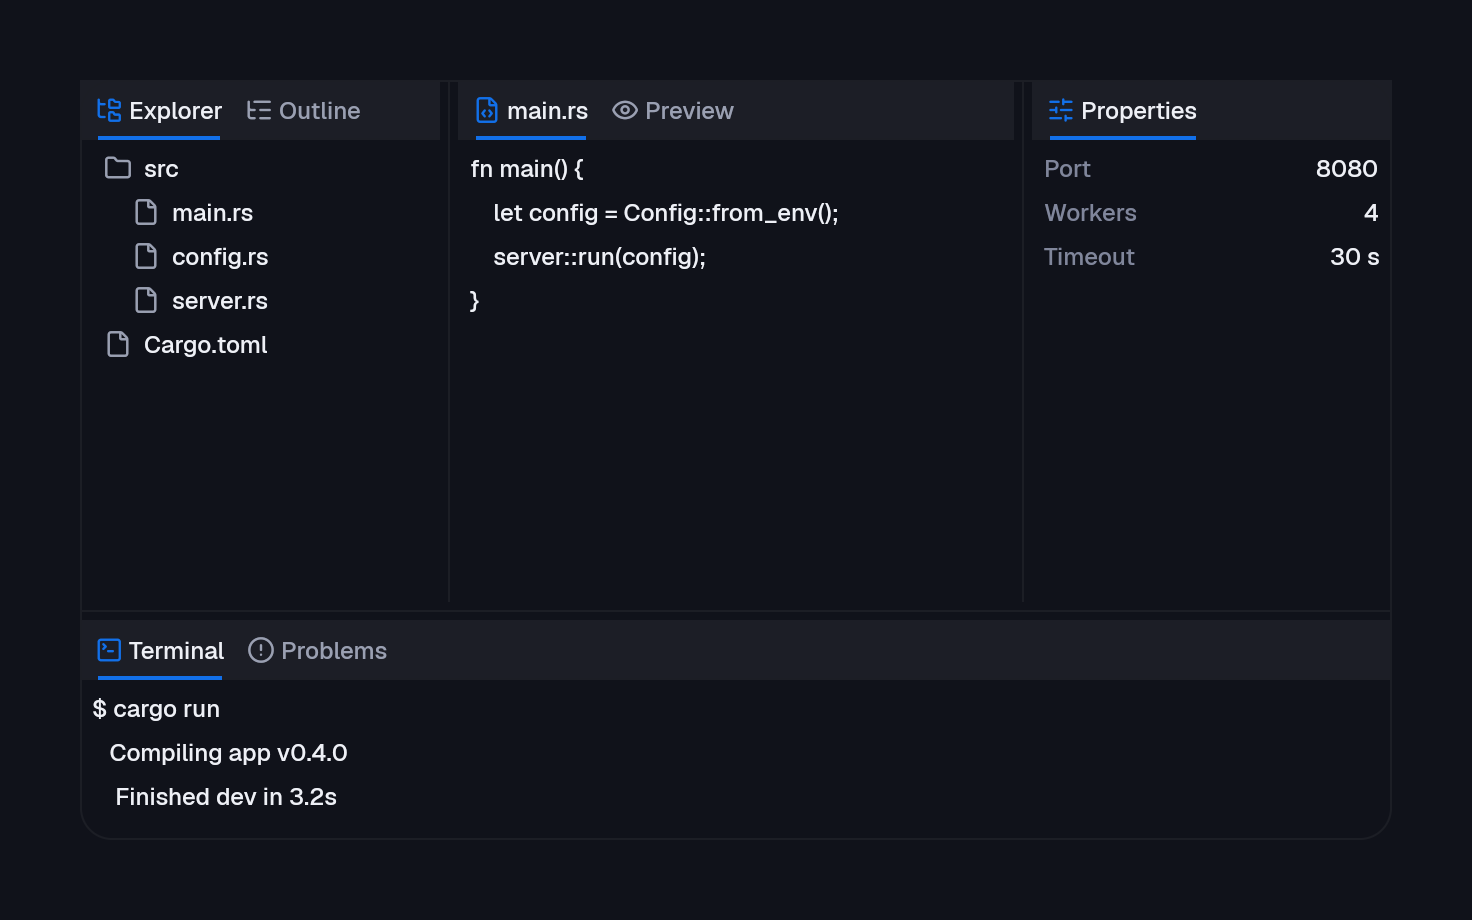 Explorer Outline
src
main.rs
config.rs
server.rs
Cargo.toml
main.rs Preview
fn main() {
    let config = Config::from_env();
    server::run(config);
}
Properties
Port 8080
Workers 4
Timeout 30 s
Terminal Problems
$ cargo run
   Compiling app v0.4.0
    Finished dev in 3.2s